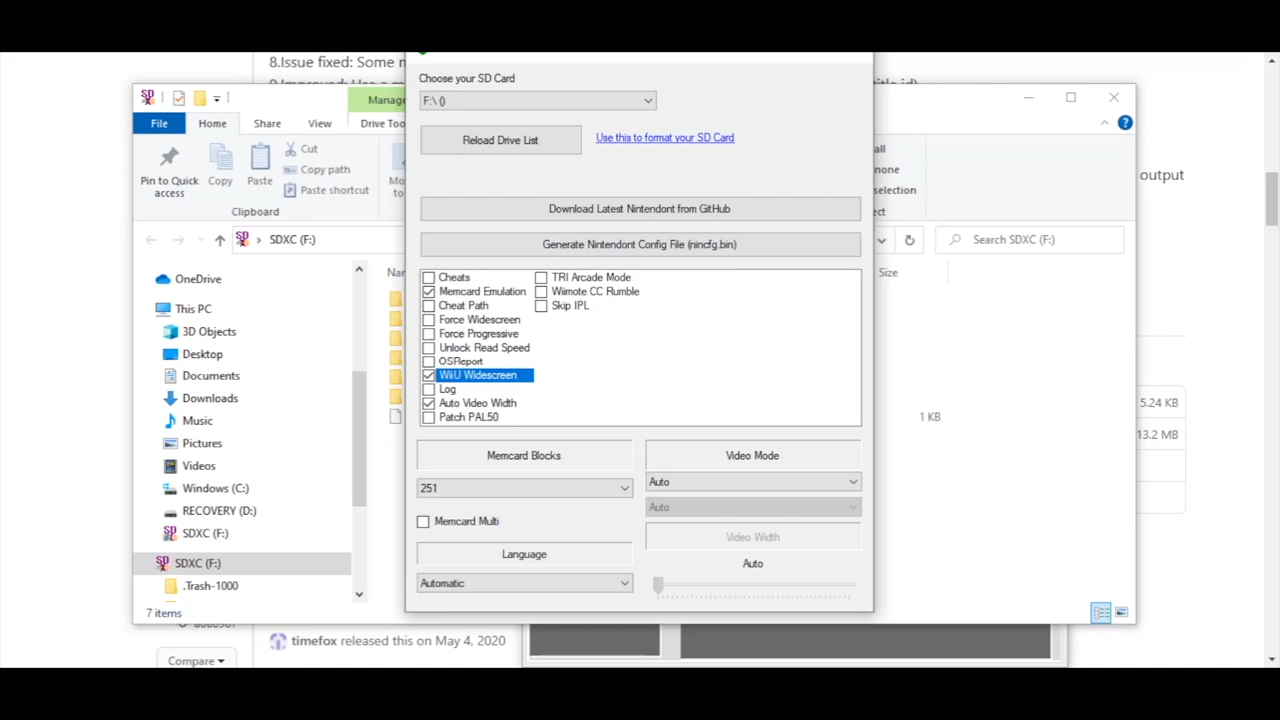 8.Issue fixed: Some
Choose your SD Card
F:\ ()
Reload Drive List
Use this to format your SD Card
Download Latest Nintendont from GitHub
Generate Nintendont Config File (nincfg.bin)
Cheats
Memcard Emulation
Cheat Path
Force Widescreen
Force Progressive
Unlock Read Speed
OSReport
WiiU Widescreen
Log
Auto Video Width
Patch PAL50
TRI Arcade Mode
Wiimote CC Rumble
Skip IPL
Memcard Blocks
251
Memcard Multi
Language
Automatic
Video Mode
Auto
Auto
Video Width
Auto
Manage
File
Home
Share
View
Drive Too
Pin to Quick
access
Copy
Paste
Cut
Copy path
Paste shortcut
Clipboard
all
none
selection
output
SDXC (F:)
Search SDXC (F:)
Size
OneDrive
This PC
3D Objects
Desktop
Documents
Downloads
Music
Pictures
Videos
Windows (C:)
RECOVERY (D:)
SDXC (F:)
SDXC (F:)
.Trash-1000
1 KB
7 items
5.24 KB
13.2 MB
timefox released this on May 4, 2020
Compare